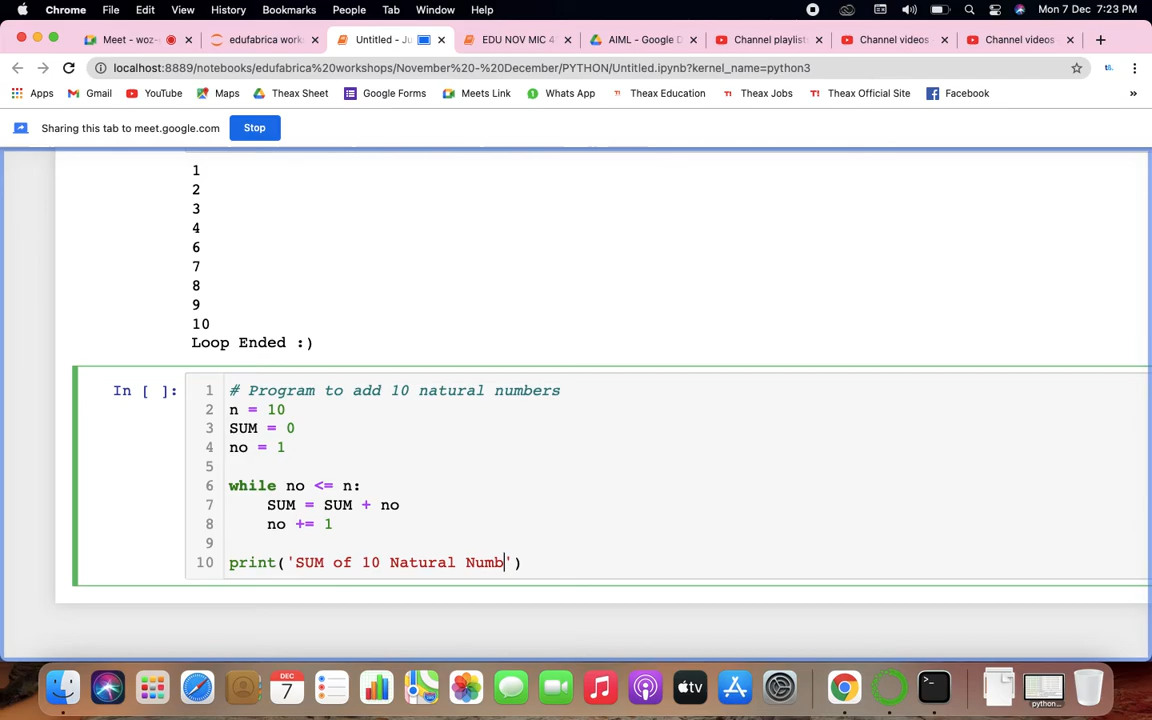 Chrome File Edit View History Bookmarks People Tab Window Help Mon 7 Dec 7:23 PM
Meet - woz- edufabrica work Untitled - Ju EDU NOV MIC 4 AIML - Google D Channel playlist Channel videos Channel videos
localhost:8889/notebooks/edufabrica%20workshops/November%20-%20December/PYTHON/Untitled.ipynb?kernel_name=python3
Apps Gmail YouTube Maps Theax Sheet Google Forms Meets Link Whats App Theax Education Theax Jobs Theax Official Site Facebook »
Sharing this tab to meet.google.com Stop
1
2
3
4
6
7
8
9
10
Loop Ended :)
In [ ]: 1 # Program to add 10 natural numbers
2 n = 10
3 SUM = 0
4 no = 1
5
6 while no <= n:
7 SUM = SUM + no
8 no += 1
9
10 print('SUM of 10 Natural Numb')
DEC
7
tv
python...